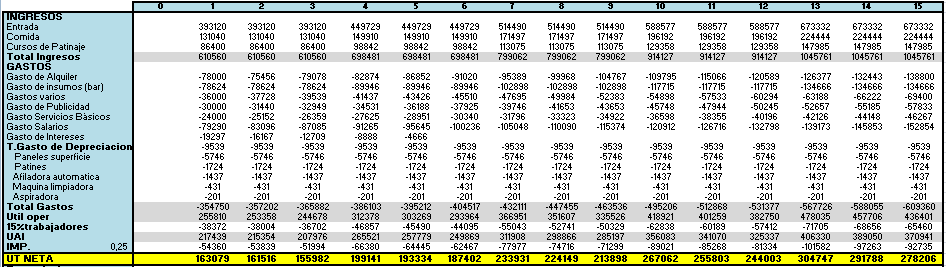 0 1 2 3 4 5 6 7 8 9 10 11 12 13 14 15
INGRESOS
Entrada 393120 393120 393120 449729 449729 449729 514490 514490 514490 588577 588577 588577 673332 673332 673332
Comida 131040 131040 131040 149910 149910 149910 171497 171497 171497 196192 196192 196192 224444 224444 224444
Cursos de Patinaje 86400 86400 86400 98842 98842 98842 113075 113075 113075 129358 129358 129358 147985 147985 147985
Total Ingresos 610560 610560 610560 698481 698481 698481 799062 799062 799062 914127 914127 914127 1045761 1045761 1045761
GASTOS
Gasto de Alquiler -78000 -75456 -79078 -82874 -86852 -91020 -95389 -99968 -104767 -109795 -115066 -120589 -126377 -132443 -138800
Gasto de insumos (bar) -78624 -78624 -78624 -89946 -89946 -89946 -102898 -102898 -102898 -117715 -117715 -117715 -134666 -134666 -134666
Gastos varios -36000 -37728 -39539 -41437 -43426 -45510 -47695 -49984 -52383 -54898 -57533 -60294 -63188 -66222 -69400
Gasto de Publicidad -30000 -31440 -32949 -34531 -36188 -37925 -39746 -41653 -43653 -45748 -47944 -50245 -52657 -55185 -57833
Gasto Servicios Básicos -24000 -25152 -26359 -27625 -28951 -30340 -31796 -33323 -34922 -36598 -38355 -40196 -42126 -44148 -46267
Gasto Salarios -79290 -83096 -87085 -91265 -95645 -100236 -105048 -110090 -115374 -120912 -126716 -132798 -139173 -145853 -152854
Gasto de Intereses -19297 -16167 -12709 -8888 -4666
T.Gasto de Depreciacion -9539 -9539 -9539 -9539 -9539 -9539 -9539 -9539 -9539 -9539 -9539 -9539 -9539 -9539 -9539
Paneles superficie -5746 -5746 -5746 -5746 -5746 -5746 -5746 -5746 -5746 -5746 -5746 -5746 -5746 -5746 -5746
Patines -1724 -1724 -1724 -1724 -1724 -1724 -1724 -1724 -1724 -1724 -1724 -1724 -1724 -1724 -1724
Afiladora automatica -1437 -1437 -1437 -1437 -1437 -1437 -1437 -1437 -1437 -1437 -1437 -1437 -1437 -1437 -1437
Maquina limpiadora -431 -431 -431 -431 -431 -431 -431 -431 -431 -431 -431 -431 -431 -431 -431
Aspiradora -201 -201 -201 -201 -201 -201 -201 -201 -201 -201 -201 -201 -201 -201 -201
Total Gastos -354750 -357202 -365882 -386103 -395212 -404517 -432111 -447455 -463536 -495206 -512868 -531377 -567726 -588055 -609360
Util oper 255810 253358 244678 312378 303269 293964 366951 351607 335526 418921 401259 382750 478035 457706 436401
15%trabajadores -38372 -38004 -36702 -46857 -45490 -44095 -55043 -52741 -50329 -62838 -60189 -57412 -71705 -68656 -65460
UAI 217439 215354 207976 265521 257779 249869 311908 298866 285197 356083 341070 325337 406330 389050 370941
IMP. 0,25 -54360 -53839 -51994 -66380 -64445 -62467 -77977 -74716 -71299 -89021 -85268 -81334 -101582 -97263 -92735
UT NETA 163079 161516 155982 199141 193334 187402 233931 224149 213898 267062 255803 244003 304747 291788 278206